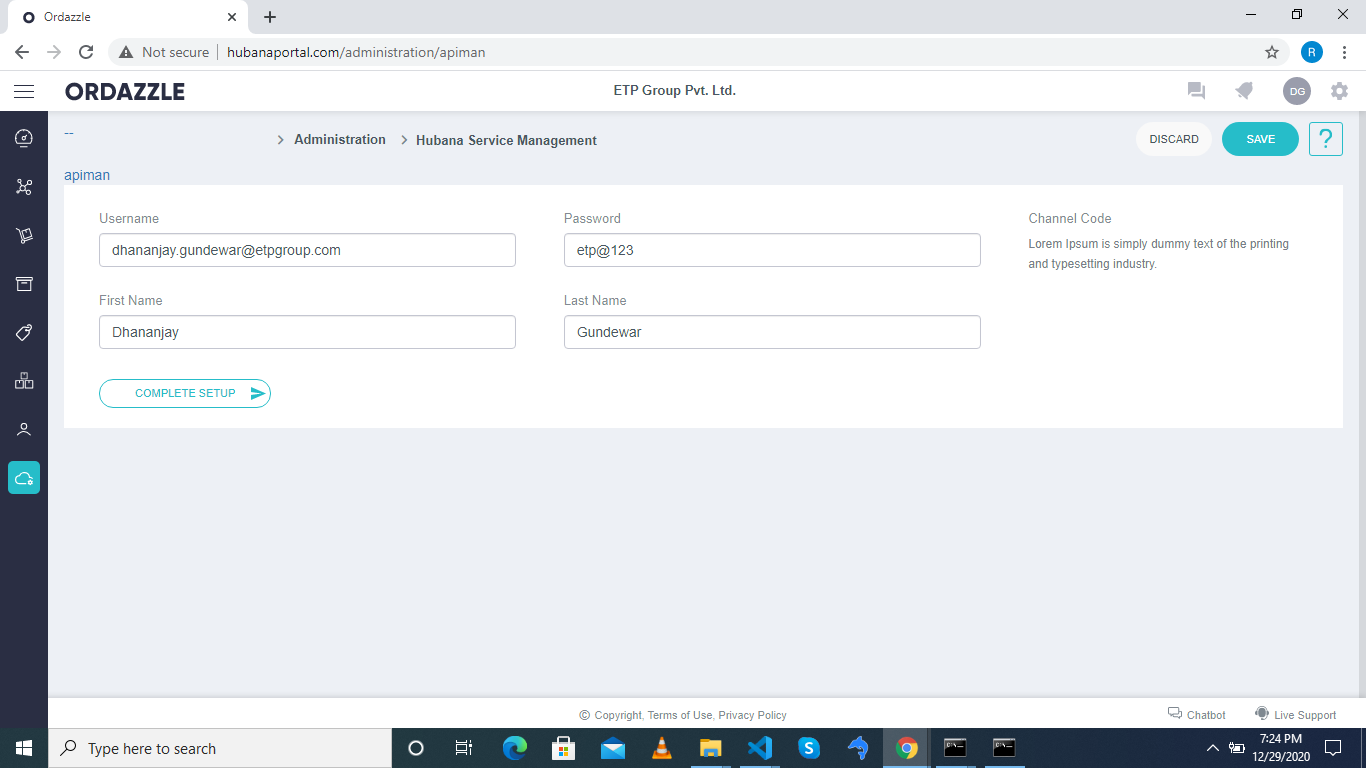 Ordazzle
Not secure
hubanaportal.com/administration/apiman
R
ORDAZZLE
ETP Group Pvt. Ltd.
DG
--
Administration
Hubana Service Management
DISCARD
SAVE
?
apiman
Username
Password
Channel Code
dhananjay.gundewar@etpgroup.com
etp@123
Lorem Ipsum is simply dummy text of the printing
and typesetting industry.
First Name
Last Name
Dhananjay
Gundewar
COMPLETE SETUP
© Copyright, Terms of Use, Privacy Policy
Chatbot
Live Support
Type here to search
7:24 PM
12/29/2020